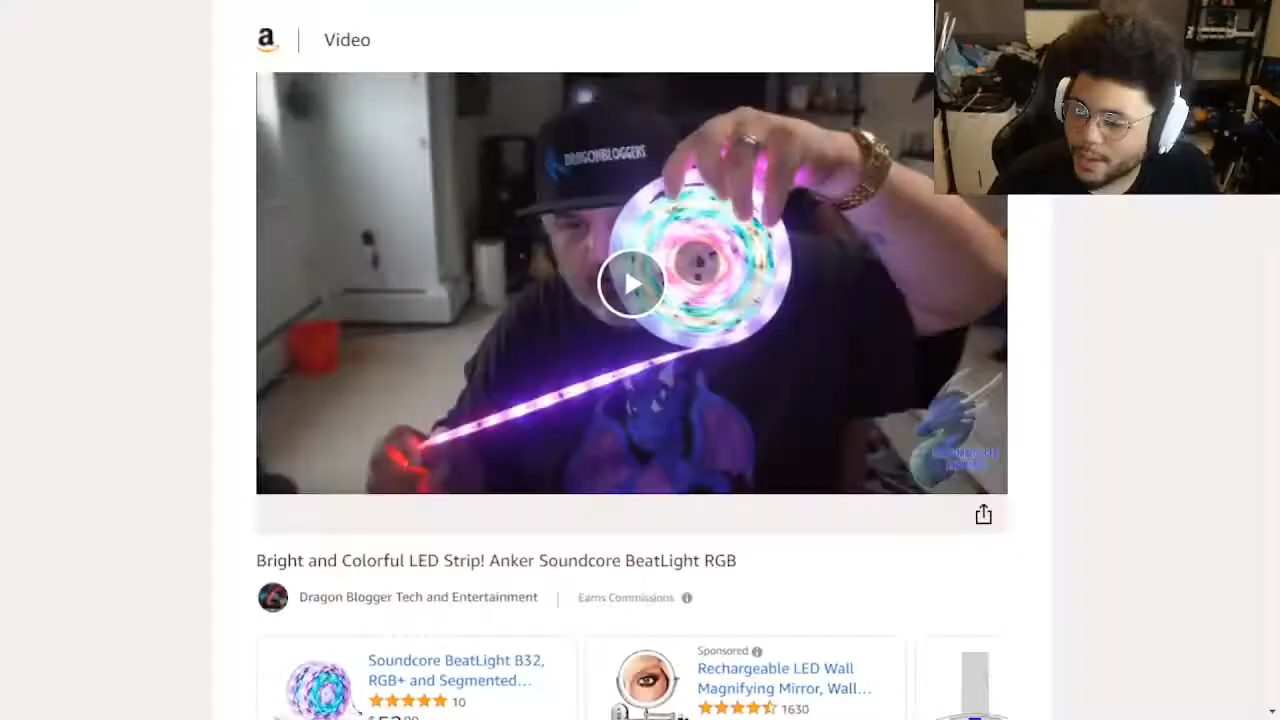 a
Video
DRAGONBLOGGERS
Bright and Colorful LED Strip! Anker Soundcore BeatLight RGB
Dragon Blogger Tech and Entertainment
Earns Commissions
Soundcore BeatLight B32,
RGB+ and Segmented...
10
Sponsored
Rechargeable LED Wall
Magnifying Mirror, Wall...
1630